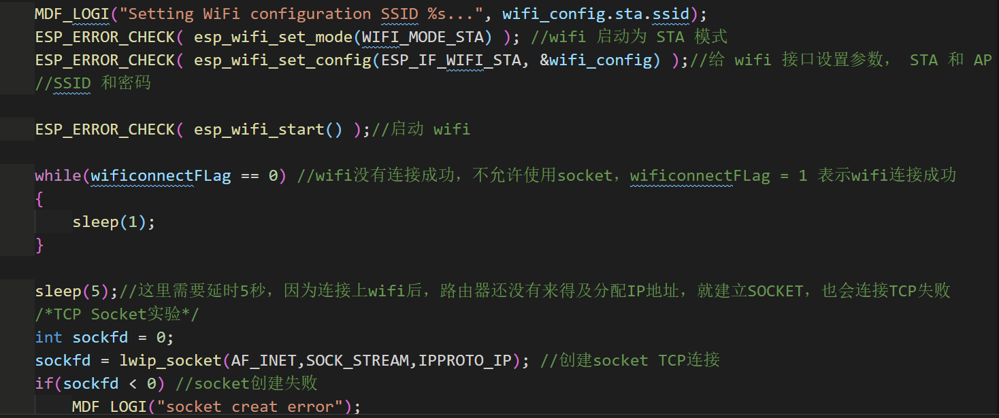 MDF_LOGI("Setting WiFi configuration SSID %s...", wifi_config.sta.ssid);
ESP_ERROR_CHECK( esp_wifi_set_mode(WIFI_MODE_STA) ); //wifi 启动为 STA 模式
ESP_ERROR_CHECK( esp_wifi_set_config(ESP_IF_WIFI_STA, &wifi_config) );//给 wifi 接口设置参数， STA 和 AP
//SSID 和密码
ESP_ERROR_CHECK( esp_wifi_start() );//启动 wifi
while(wificonnectFLag == 0) //wifi没有连接成功，不允许使用socket，wificonnectFLag = 1 表示wifi连接成功
{
sleep(1);
}
sleep(5);//这里需要延时5秒，因为连接上wifi后，路由器还没有来得及分配IP地址，就建立SOCKET，也会连接TCP失败
/*TCP Socket实验*/
int sockfd = 0;
sockfd = lwip_socket(AF_INET,SOCK_STREAM,IPPROTO_IP); //创建socket TCP连接
if(sockfd < 0) //socket创建失败
MDF_LOGI("socket creat error");